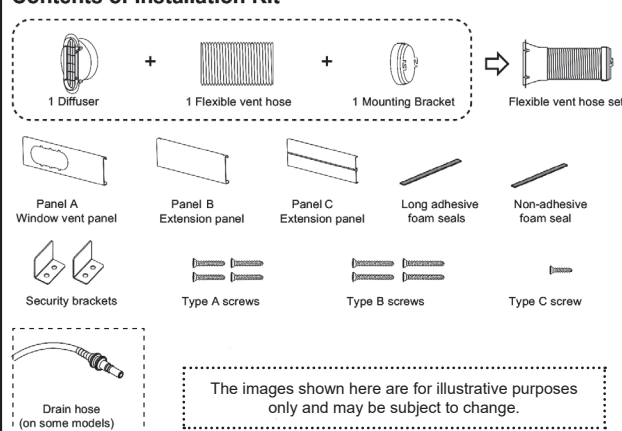 Contents of Installation Kit
1 Diffuser
+
1 Flexible vent hose
+
1 Mounting Bracket
Flexible vent hose set
Panel A
Window vent panel
Panel B
Extension panel
Panel C
Extension panel
Long adhesive
foam seals
Non-adhesive
foam seal
Security brackets
Type A screws
Type B screws
Type C screw
Drain hose
(on some models)
The images shown here are for illustrative purposes
only and may be subject to change.